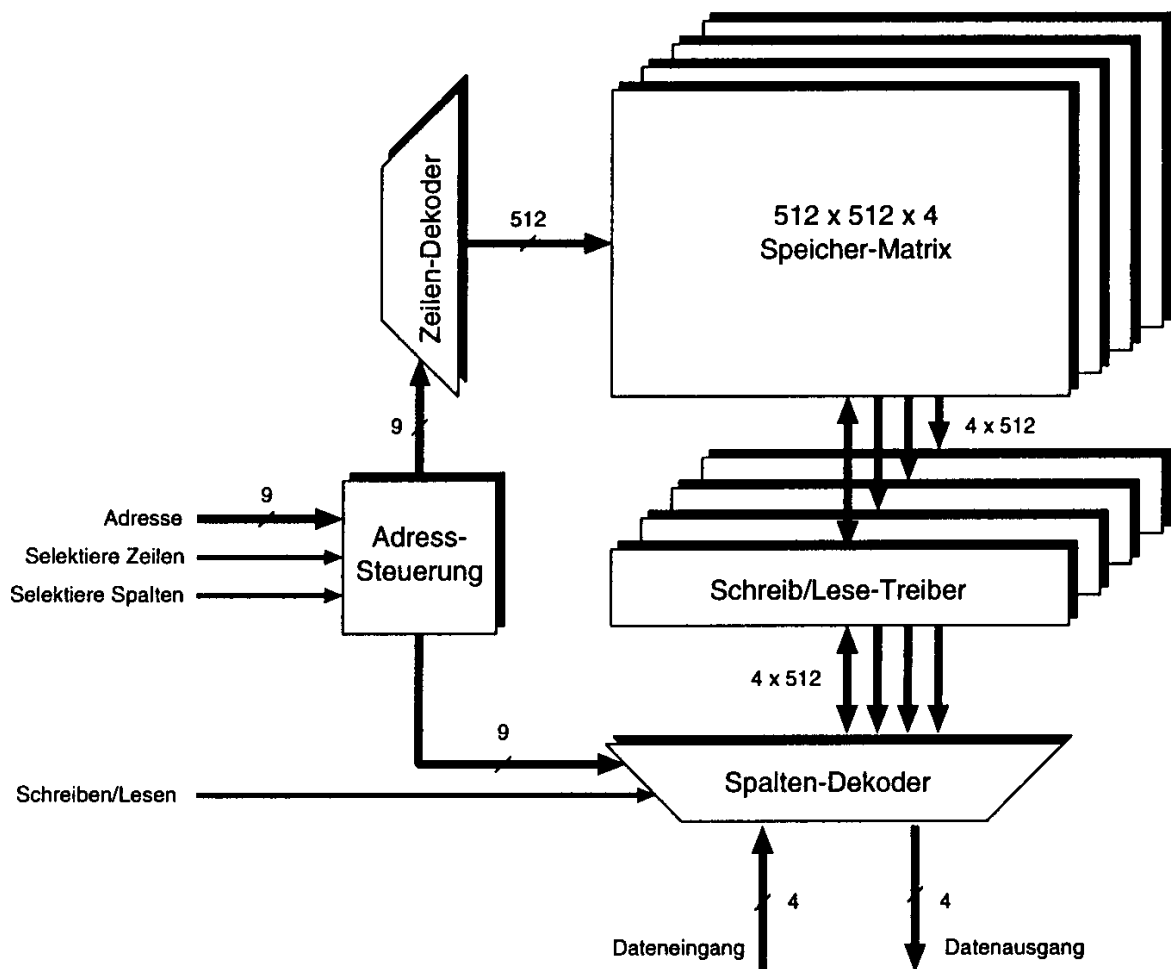 Zeilen-Dekoder
512
512 x 512 x 4
Speicher-Matrix
9
4 x 512
Adresse
9
Selektiere Zeilen
Selektiere Spalten
Adress-
Steuerung
Schreib/Lese-Treiber
4 x 512
9
Schreiben/Lesen
Spalten-Dekoder
4
4
Dateneingang
Datenausgang